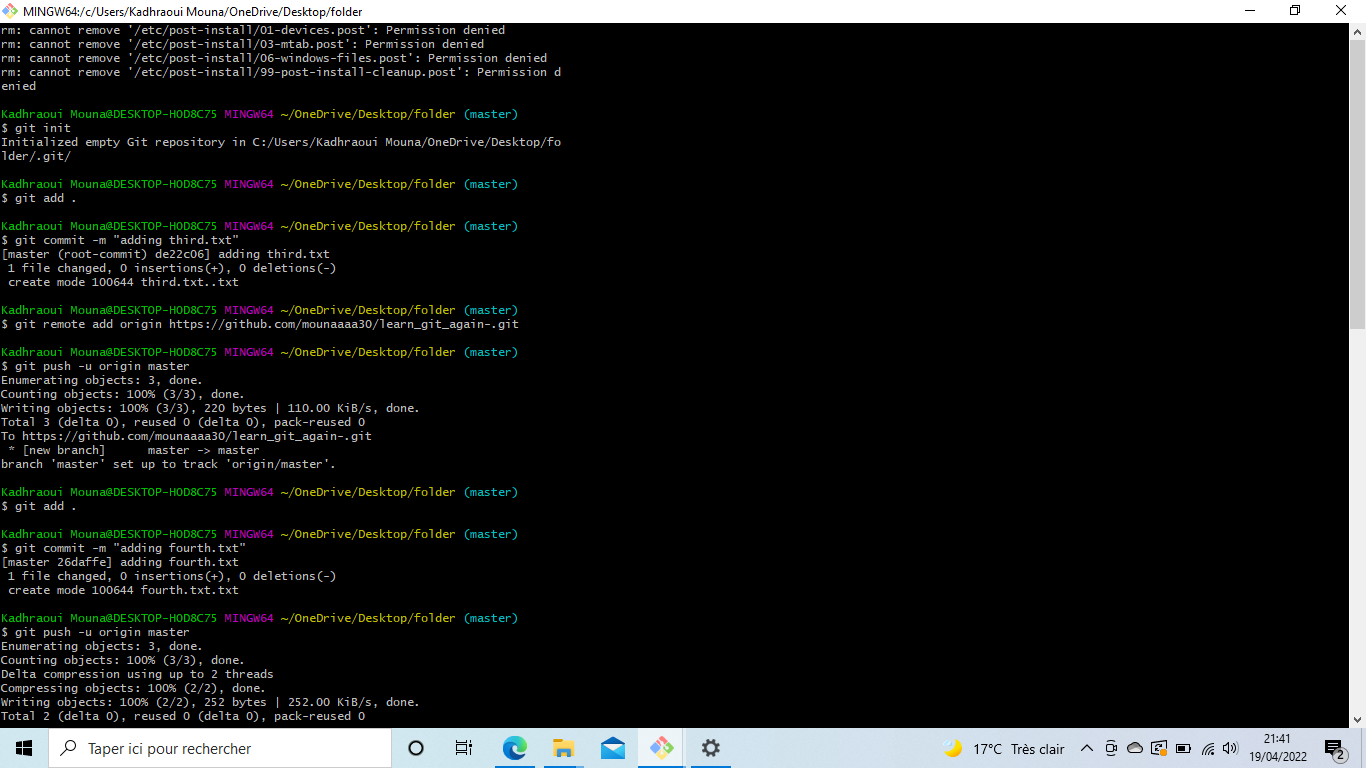 MINGW64:/c/Users/Kadhraoui Mouna/OneDrive/Desktop/folder
rm: cannot remove '/etc/post-install/01-devices.post': Permission denied
rm: cannot remove '/etc/post-install/03-mtab.post': Permission denied
rm: cannot remove '/etc/post-install/06-windows-files.post': Permission denied
rm: cannot remove '/etc/post-install/99-post-install-cleanup.post': Permission d
enied
Kadhraoui Mouna@DESKTOP-HOD8C75 MINGW64 ~/OneDrive/Desktop/folder (master)
$ git init
Initialized empty Git repository in C:/Users/Kadhraoui Mouna/OneDrive/Desktop/fo
lder/.git/
Kadhraoui Mouna@DESKTOP-HOD8C75 MINGW64 ~/OneDrive/Desktop/folder (master)
$ git add .
Kadhraoui Mouna@DESKTOP-HOD8C75 MINGW64 ~/OneDrive/Desktop/folder (master)
$ git commit -m "adding third.txt"
[master (root-commit) de22c06] adding third.txt
 1 file changed, 0 insertions(+), 0 deletions(-)
 create mode 100644 third.txt..txt
Kadhraoui Mouna@DESKTOP-HOD8C75 MINGW64 ~/OneDrive/Desktop/folder (master)
$ git remote add origin https://github.com/mounaaaa30/learn_git_again-.git
Kadhraoui Mouna@DESKTOP-HOD8C75 MINGW64 ~/OneDrive/Desktop/folder (master)
$ git push -u origin master
Enumerating objects: 3, done.
Counting objects: 100% (3/3), done.
Writing objects: 100% (3/3), 220 bytes | 110.00 KiB/s, done.
Total 3 (delta 0), reused 0 (delta 0), pack-reused 0
To https://github.com/mounaaaa30/learn_git_again-.git
 * [new branch]      master -> master
branch 'master' set up to track 'origin/master'.
Kadhraoui Mouna@DESKTOP-HOD8C75 MINGW64 ~/OneDrive/Desktop/folder (master)
$ git add .
Kadhraoui Mouna@DESKTOP-HOD8C75 MINGW64 ~/OneDrive/Desktop/folder (master)
$ git commit -m "adding fourth.txt"
[master 26daffe] adding fourth.txt
 1 file changed, 0 insertions(+), 0 deletions(-)
 create mode 100644 fourth.txt.txt
Kadhraoui Mouna@DESKTOP-HOD8C75 MINGW64 ~/OneDrive/Desktop/folder (master)
$ git push -u origin master
Enumerating objects: 3, done.
Counting objects: 100% (3/3), done.
Delta compression using up to 2 threads
Compressing objects: 100% (2/2), done.
Writing objects: 100% (2/2), 252 bytes | 252.00 KiB/s, done.
Total 2 (delta 0), reused 0 (delta 0), pack-reused 0
Taper ici pour rechercher
17°C Très clair
21:41
19/04/2022
2